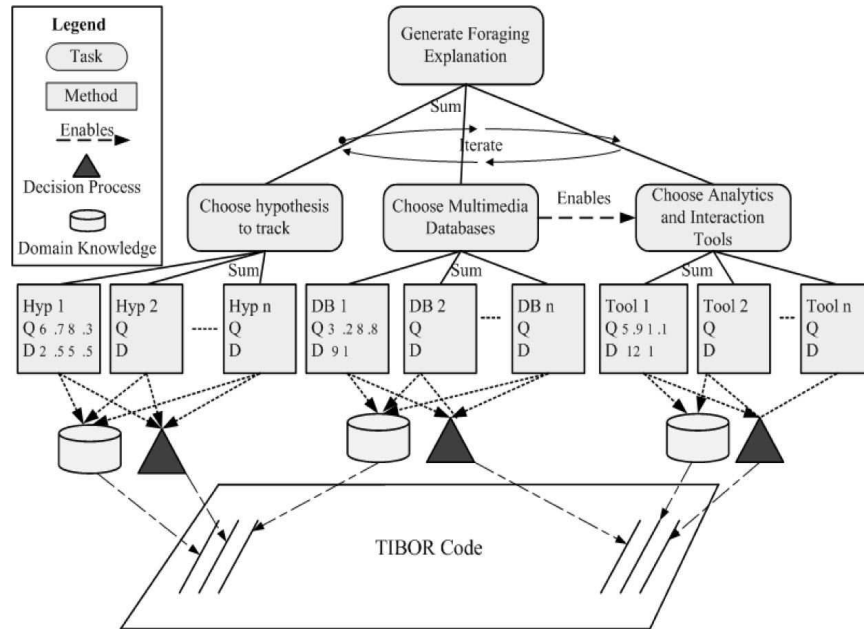 Legend
Task
Method
Enables
Decision Process
Domain Knowledge
Generate Foraging
Explanation
Sum
Iterate
Choose hypothesis
to track
Choose Multimedia
Databases
Enables
Choose Analytics
and Interaction
Tools
Sum
Sum
Sum
Hyp 1
Q 6 .7 8 .3
D 2 .5 5 .5
Hyp 2
Q
D
Hyp n
Q
D
DB 1
Q 3 .2 8 .8
D 9 1
DB 2
Q
D
DB n
Q
D
Tool 1
Q 5 .9 1 .1
D 12 1
Tool 2
Q
D
Tool n
Q
D
TIBOR Code